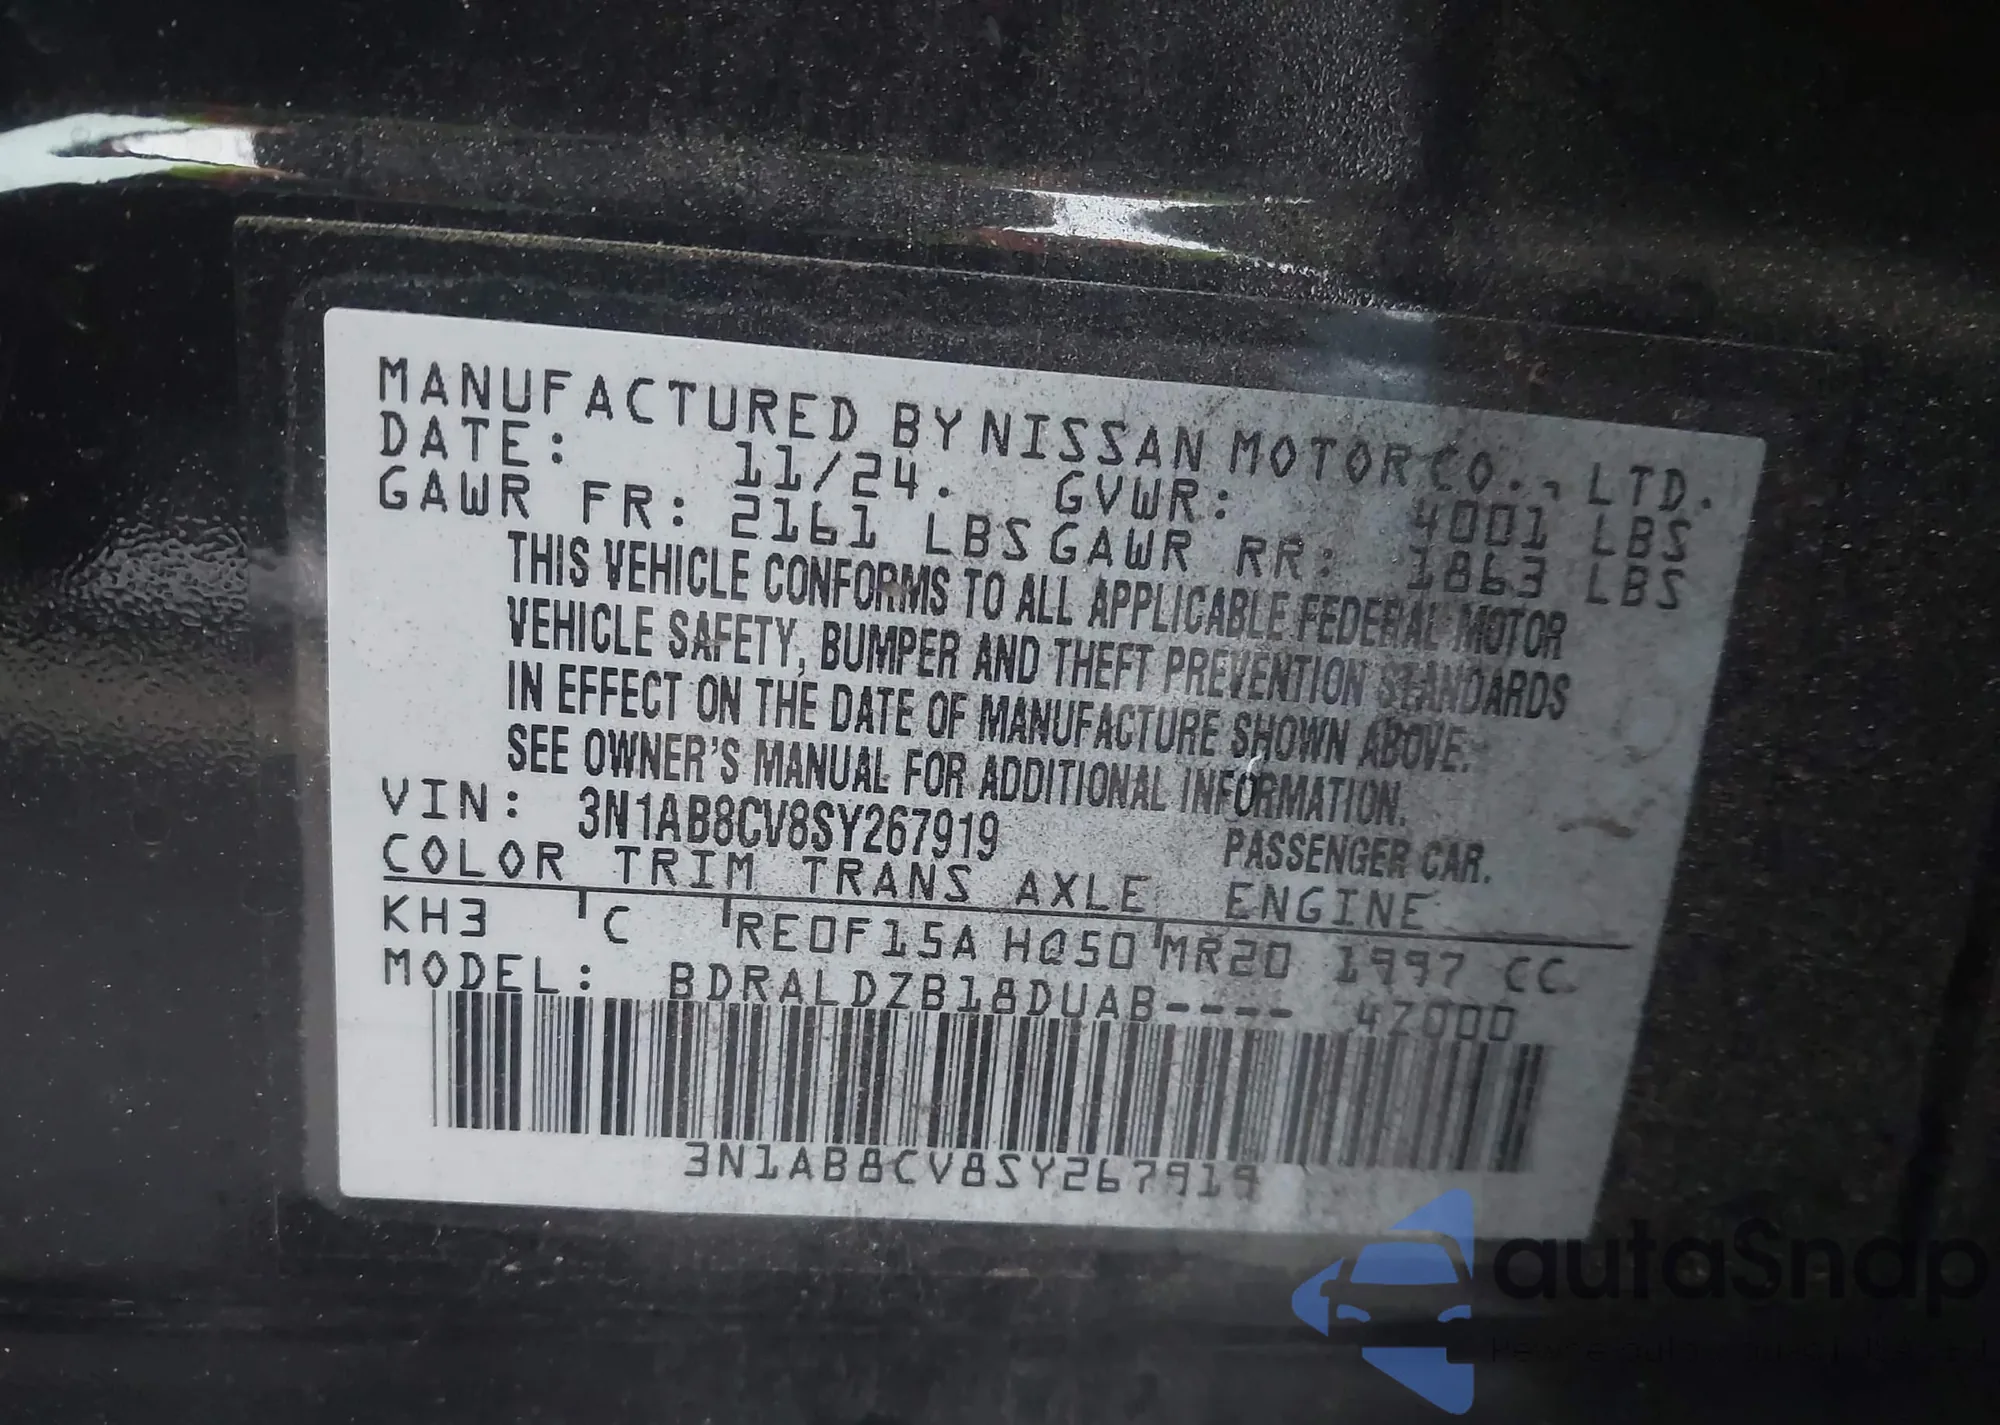 MANUFACTURED BY NISSAN MOTOR CO., LTD.
DATE: 11/24. GVWR: 4001 LBS
GAWR FR: 2161 LBS GAWR RR: 1863 LBS
THIS VEHICLE CONFORMS TO ALL APPLICABLE FEDERAL MOTOR
VEHICLE SAFETY, BUMPER AND THEFT PREVENTION STANDARDS
IN EFFECT ON THE DATE OF MANUFACTURE SHOWN ABOVE.
SEE OWNER'S MANUAL FOR ADDITIONAL INFORMATION.
VIN: 3N1AB8CV8SY267919 PASSENGER CAR.
COLOR TRIM TRANS AXLE ENGINE
KH3 C RE0F15A HQ50 MR20 1997 CC.
MODEL: BDRALDZB18DUAB---- 4Z000
3N1AB8CV8SY267919
autaSnap